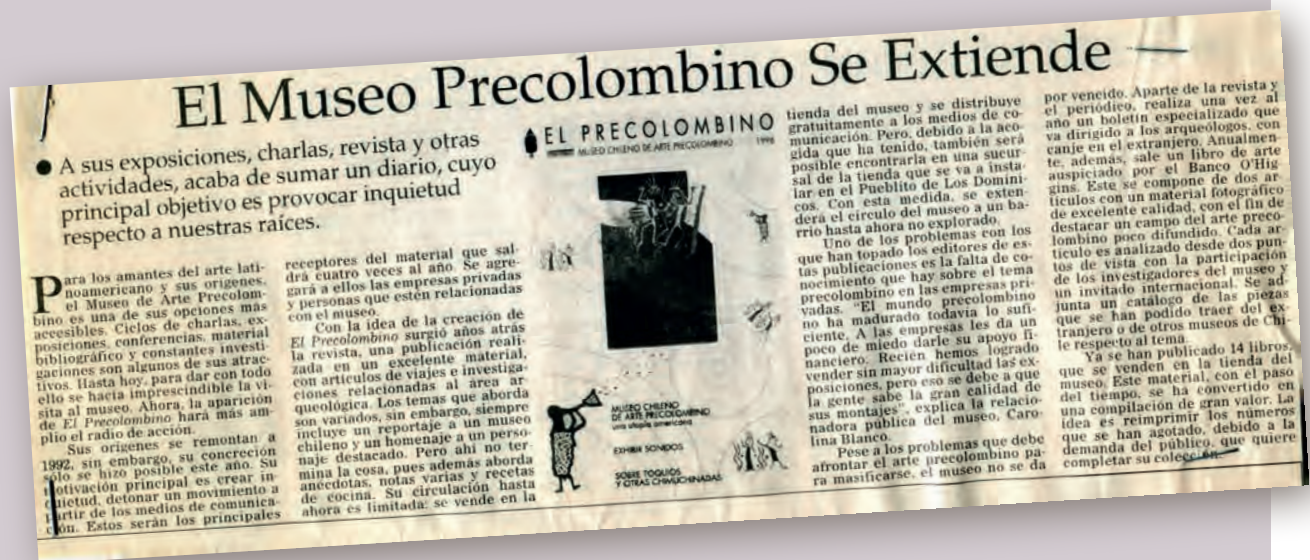 El Museo Precolombino Se Extiende
● A sus exposiciones, charlas, revista y otras
actividades, acaba de sumar un diario, cuyo
principal objetivo es provocar inquietud
respecto a nuestras raíces.
Para los amantes del arte lati-
noamericano y sus orígenes,
el Museo de Arte Precolom-
bino es una de sus opciones más
accesibles. Ciclos de charlas, ex-
posiciones, conferencias, material
bibliográfico y constantes investi-
gaciones son algunos de sus atrac-
tivos. Hasta hoy, para dar con todo
ello se hacía imprescindible la vi-
sita al museo. Ahora, la aparición
de El Precolombino hará más am-
plio el radio de acción.
Sus orígenes se remontan a
1992, sin embargo, su concreción
sólo se hizo posible este año. Su
motivación principal es crear in-
quietud, detonar un movimiento a
partir de los medios de comunica-
ción. Estos serán los principales
receptores del material que sal-
drá cuatro veces al año. Se agre-
gará a ellos las empresas privadas
y personas que estén relacionadas
con el museo.
Con la idea de la creación de
El Precolombino surgió años atrás
la revista, una publicación reali-
zada en un excelente material,
con artículos de viajes e investiga-
ciones relacionadas al área ar-
queológica. Los temas que aborda
son variados, sin embargo, siempre
incluye un reportaje a un museo
chileno y un homenaje a un perso-
naje destacado. Pero ahí no ter-
mina la cosa, pues además aborda
anécdotas, notas varias y recetas
de cocina. Su circulación hasta
ahora es limitada: se vende en la
EL PRECOLOMBINO
MUSEO CHILENO DE ARTE PRECOLOMBINO 1998
MUSEO CHILENO
DE ARTE PRECOLOMBINO
una utopía americana
EXHIBIR SONIDOS
SOBRE TOQUIOS
Y OTRAS CHIMUCHINADAS
tienda del museo y se distribuye
gratuitamente a los medios de co-
municación. Pero, debido a la aco-
gida que ha tenido, también será
posible encontrarla en una sucur-
sal de la tienda que se va a insta-
lar en el Pueblito de Los Domini-
cos. Con esta medida, se exten-
derá el círculo del museo a un ba-
rrio hasta ahora no explorado.
Uno de los problemas con los
que han topado los editores de es-
tas publicaciones es la falta de co-
nocimiento que hay sobre el tema
precolombino en las empresas pri-
vadas. "El mundo precolombino
no ha madurado todavía lo sufi-
ciente. A las empresas les da un
poco de miedo darle su apoyo fi-
nanciero. Recién hemos logrado
vender sin mayor dificultad las ex-
posiciones, pero eso se debe a que
la gente sabe la gran calidad de
sus montajes", explica la relacio-
nadora pública del museo, Caro-
lina Blanco.
Pese a los problemas que debe
afrontar el arte precolombino pa-
ra masificarse, el museo no se da
por vencido. Aparte de la revista y
el periódico, realiza una vez al
año un boletín especializado que
va dirigido a los arqueólogos, con
canje en el extranjero. Anualmen-
te, además, sale un libro de arte
auspiciado por el Banco O'Hig-
gins. Este se compone de dos ar-
tículos con un material fotográfico
de excelente calidad, con el fin de
destacar un campo del arte preco-
lombino poco difundido. Cada ar-
tículo es analizado desde dos pun-
tos de vista con la participación
de los investigadores del museo y
un invitado internacional. Se ad-
junta un catálogo de las piezas
que se han podido traer del ex-
tranjero o de otros museos de Chi-
le respecto al tema.
Ya se han publicado 14 libros,
que se venden en la tienda del
museo. Este material, con el paso
del tiempo, se ha convertido en
una compilación de gran valor. La
idea es reimprimir los números
que se han agotado, debido a la
demanda del público, que quiere
completar su colección.